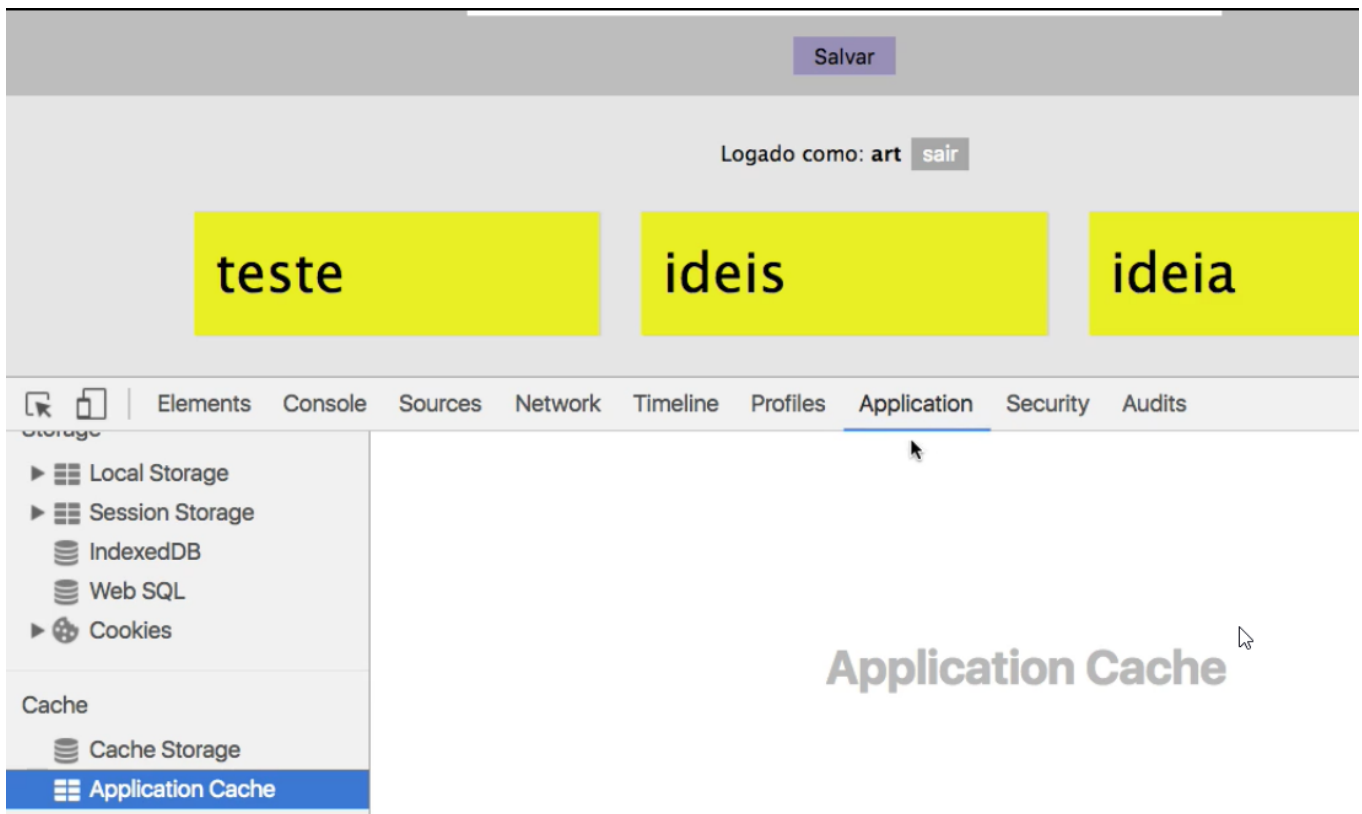 Salvar
Logado como: art sair
teste ideis ideia
Elements Console Sources Network Timeline Profiles Application Security Audits
Storage
Local Storage
Session Storage
IndexedDB
Web SQL
Cookies
Application Cache
Cache
Cache Storage
Application Cache